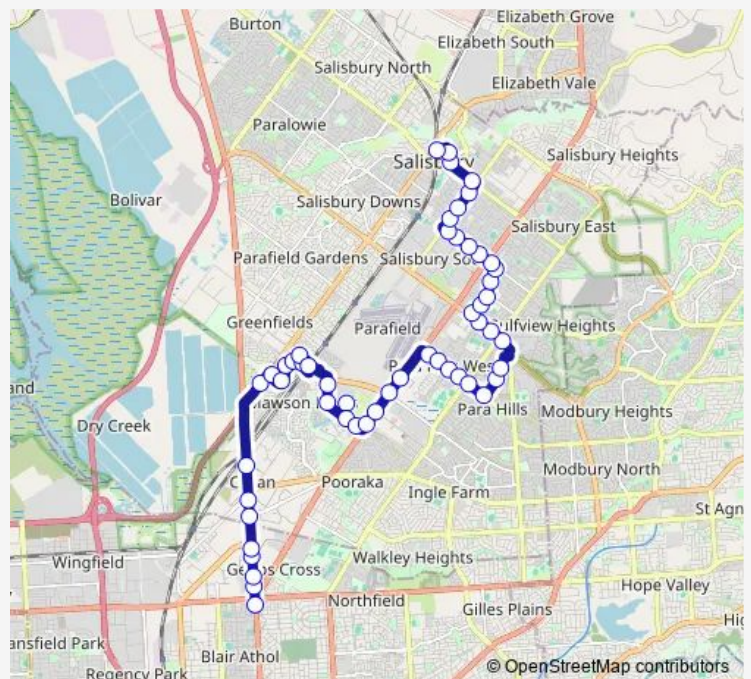 Elizabeth Grove
Burton
Elizabeth South
Salisbury North
Elizabeth Vale
Paralowie
Salisbury Heights
Bolivar
Salisbury Downs
Salisbury East
Parafield Gardens
Greenfields
Parafield
Para Hills
Modbury Heights
Dry Creek
Modbury North
Pooraka
Ingle Farm
St Agn
Wingfield
Walkley Heights
Hope Valley
Northfield
Gilles Plains
ansfield Park
Blair Athol
Regency Park
© OpenStreetMap contributors